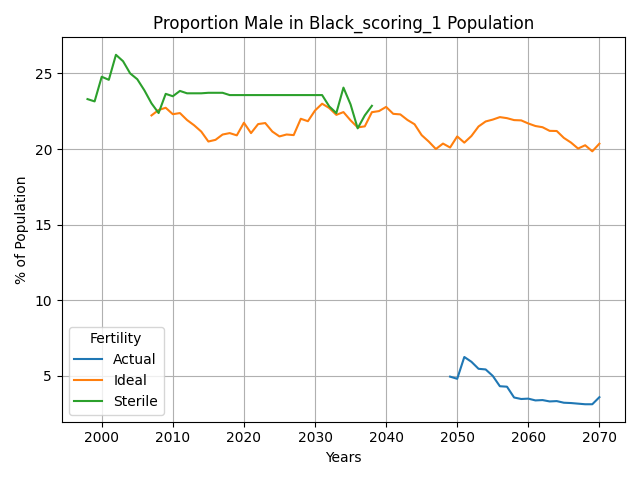 Proportion Male in Black_scoring_1 Population
% of Population
25
20
15
10
5
Fertility
Actual
Ideal
Sterile
2000 2010 2020 2030 2040 2050 2060 2070
Years